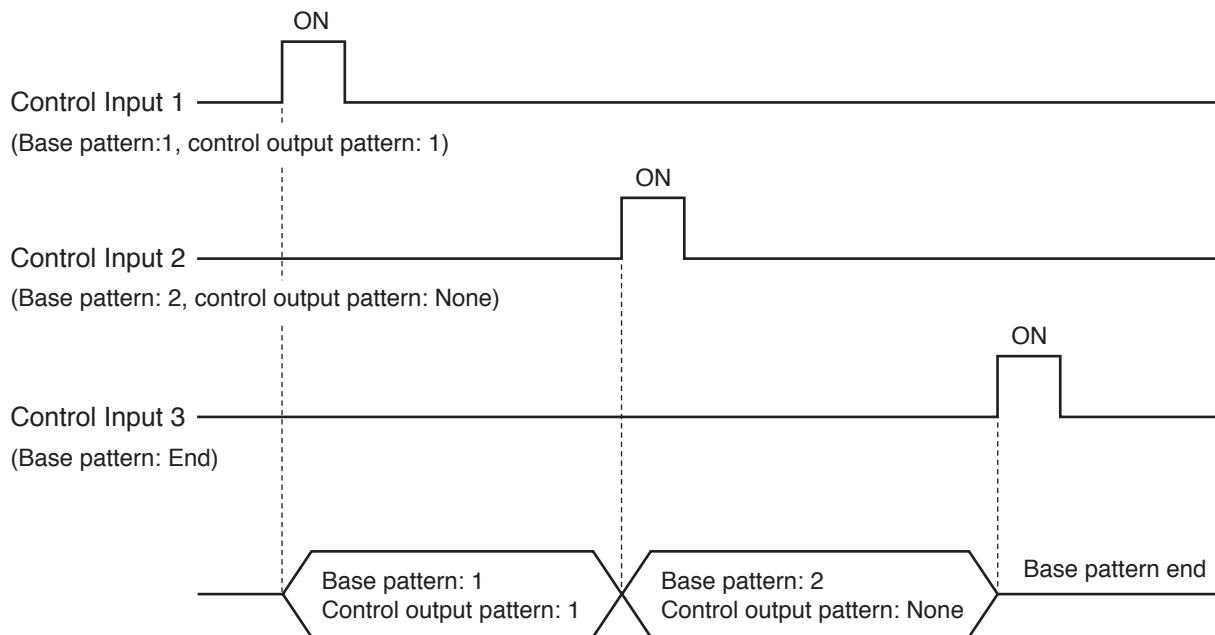 ON
Control Input 1
(Base pattern:1, control output pattern: 1)
ON
Control Input 2
(Base pattern: 2, control output pattern: None)
ON
Control Input 3
(Base pattern: End)
Base pattern: 1
Control output pattern: 1
Base pattern: 2
Control output pattern: None
Base pattern end